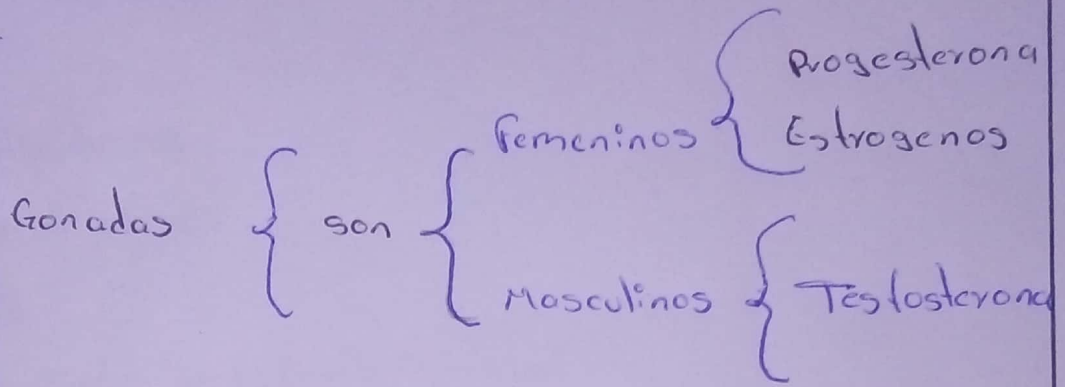 Progesterona
Femeninos
Estrogenos
Gonadas
son
Masculinos
Testosterona